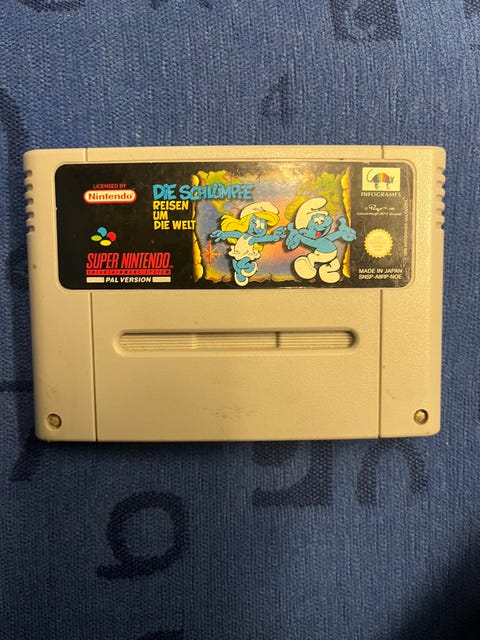 LICENSED BY
Nintendo
DIE SCHLÜMPFE
REISEN
UM
DIE WELT
SUPER NINTENDO
ENTERTAINMENT SYSTEM
PAL VERSION
INFOGRAMES
Peyo
MADE IN JAPAN
SNSP-ABRP-NOE